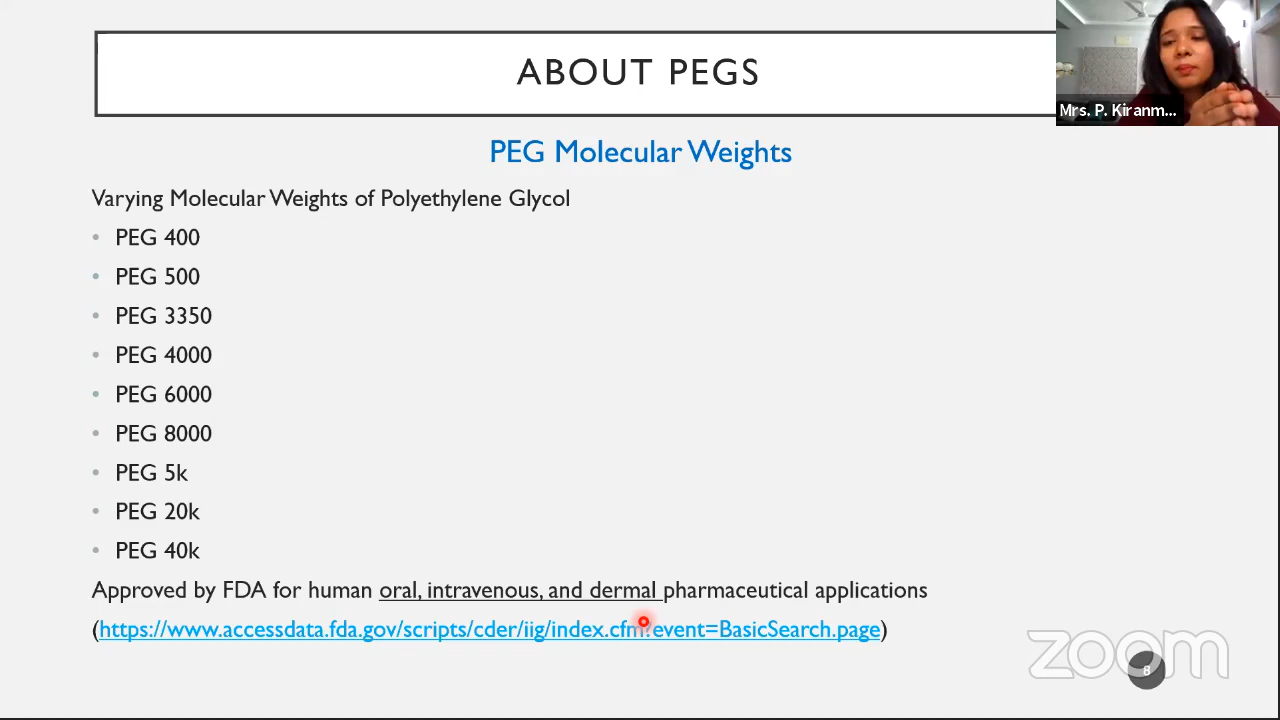 ABOUT PEGS
Mrs. P. Kiranm...
PEG Molecular Weights
Varying Molecular Weights of Polyethylene Glycol
• PEG 400
• PEG 500
• PEG 3350
• PEG 4000
• PEG 6000
• PEG 8000
• PEG 5k
• PEG 20k
• PEG 40k
Approved by FDA for human oral, intravenous, and dermal pharmaceutical applications
(https://www.accessdata.fda.gov/scripts/cder/iig/index.cfm?event=BasicSearch.page)
zoom
8